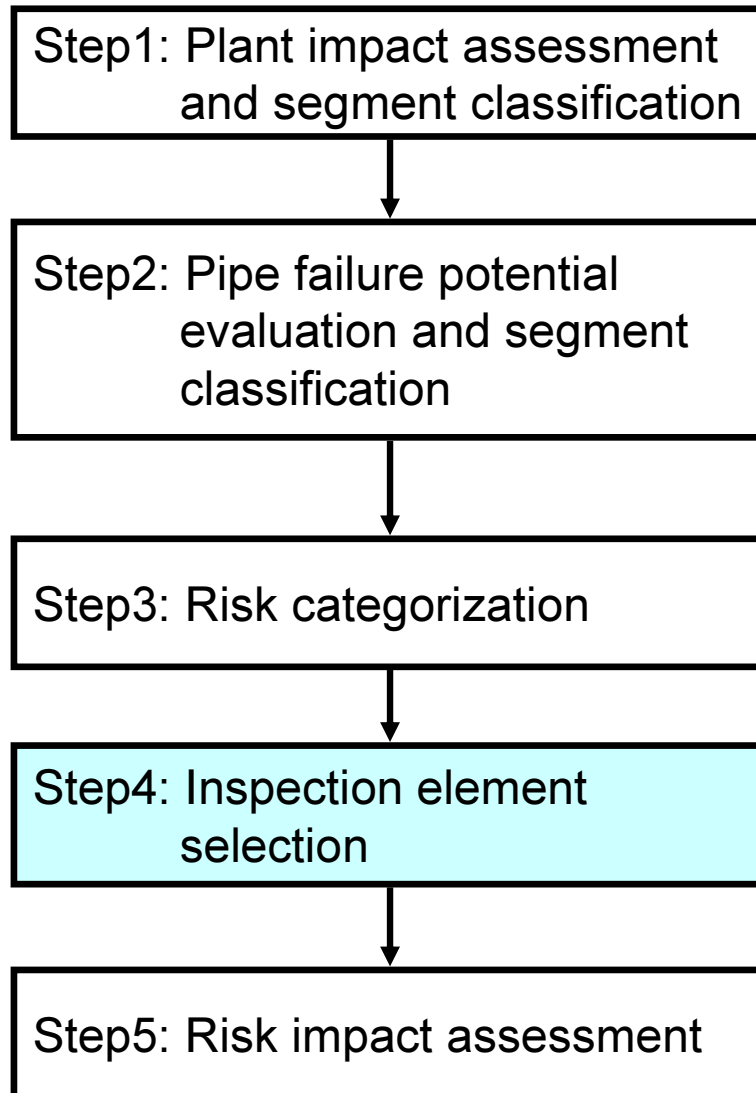 Step1: Plant impact assessment
and segment classification
Step2: Pipe failure potential
evaluation and segment
classification
Step3: Risk categorization
Step4: Inspection element
selection
Step5: Risk impact assessment